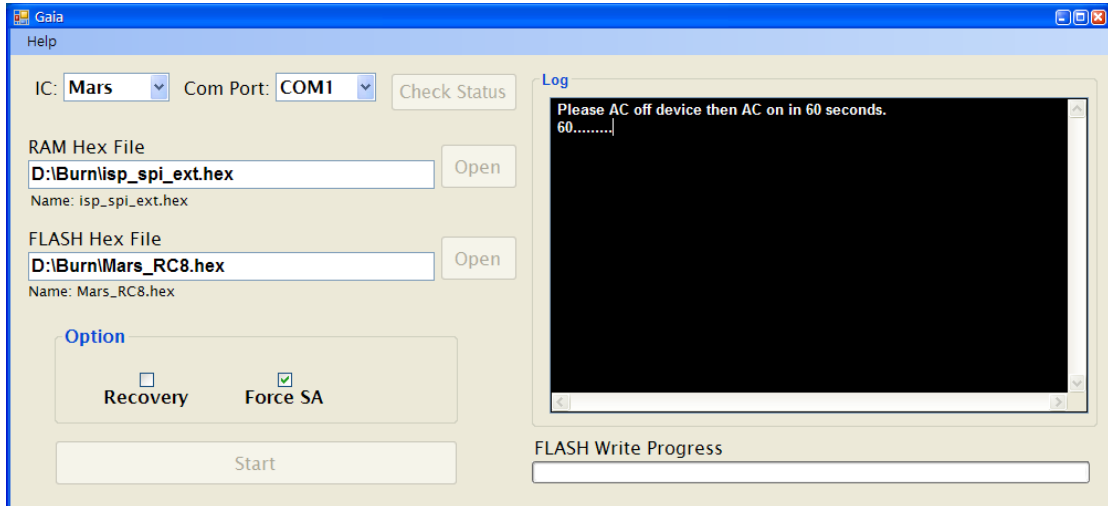 Gaia
Help
IC: Mars Com Port: COM1 Check Status
RAM Hex File
D:\Burn\isp_spi_ext.hex Open
Name: isp_spi_ext.hex
FLASH Hex File
D:\Burn\Mars_RC8.hex Open
Name: Mars_RC8.hex
Option
Recovery Force SA
Start
Log
Please AC off device then AC on in 60 seconds.
60.........
FLASH Write Progress